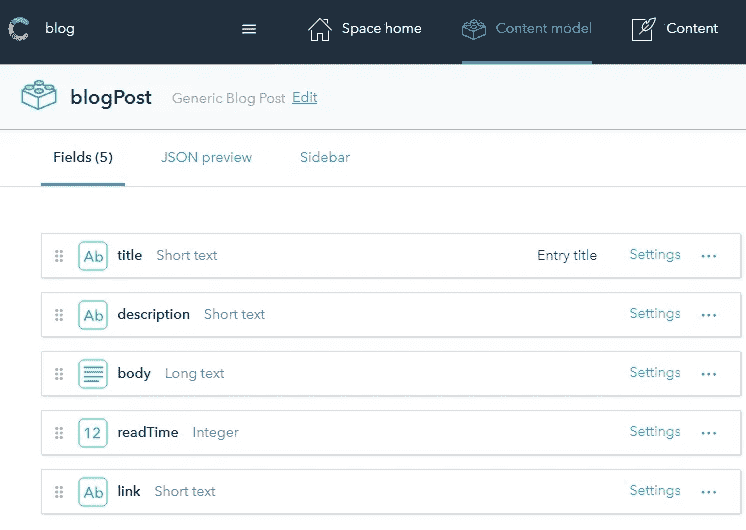 blog Space home Content model Content
blogPost Generic Blog Post Edit
Fields (5) JSON preview Sidebar
Ab title Short text Entry title Settings ...
Ab description Short text Settings ...
body Long text Settings ...
12 readTime Integer Settings ...
Ab link Short text Settings ...